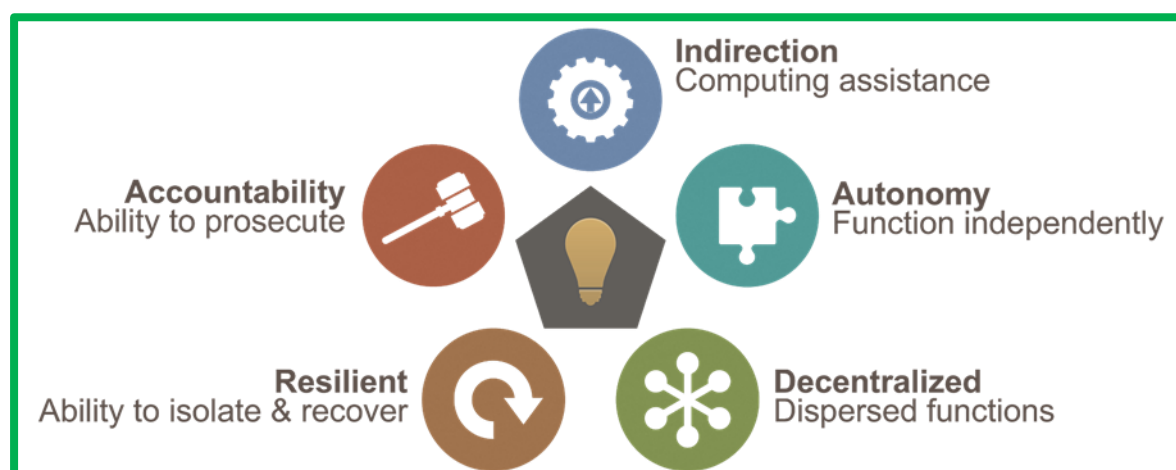 Indirection
Computing assistance
Accountability
Ability to prosecute
Autonomy
Function independently
Resilient
Ability to isolate & recover
Decentralized
Dispersed functions